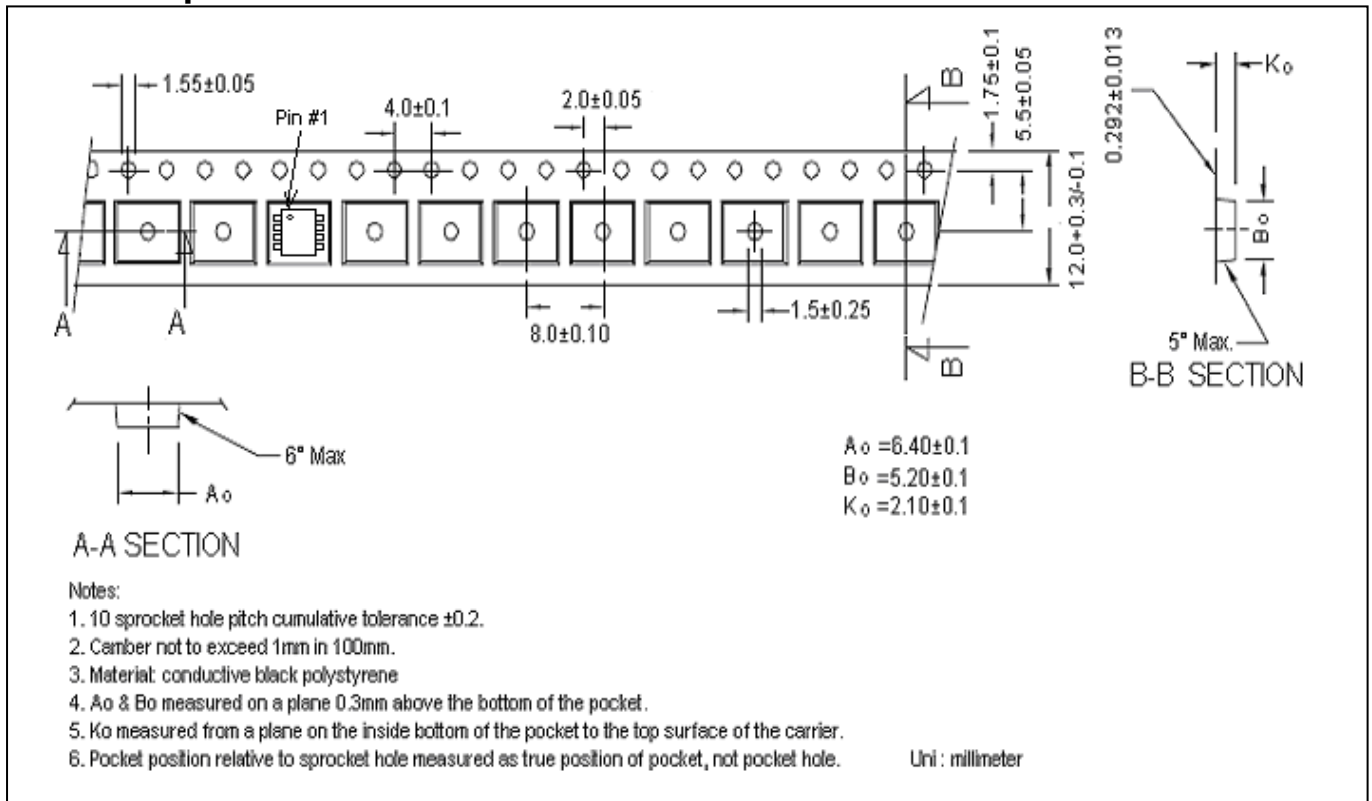 1.55±0.05
Pin #1
4.0±0.1
2.0±0.05
B
1.75±0.1
5.5±0.05
0.292±0.013
Ko
12.0+0.3/-0.1
Bo
A
A
8.0±0.10
1.5±0.25
B
5° Max.
B-B SECTION
6° Max
Ao
Ao =6.40±0.1
Bo =5.20±0.1
Ko =2.10±0.1
A-A SECTION
Notes:
1. 10 sprocket hole pitch cumulative tolerance ±0.2.
2. Camber not to exceed 1mm in 100mm.
3. Material: conductive black polystyrene
4. Ao & Bo measured on a plane 0.3mm above the bottom of the pocket.
5. Ko measured from a plane on the inside bottom of the pocket to the top surface of the carrier.
6. Pocket position relative to sprocket hole measured as true position of pocket, not pocket hole.
Uni : millimeter